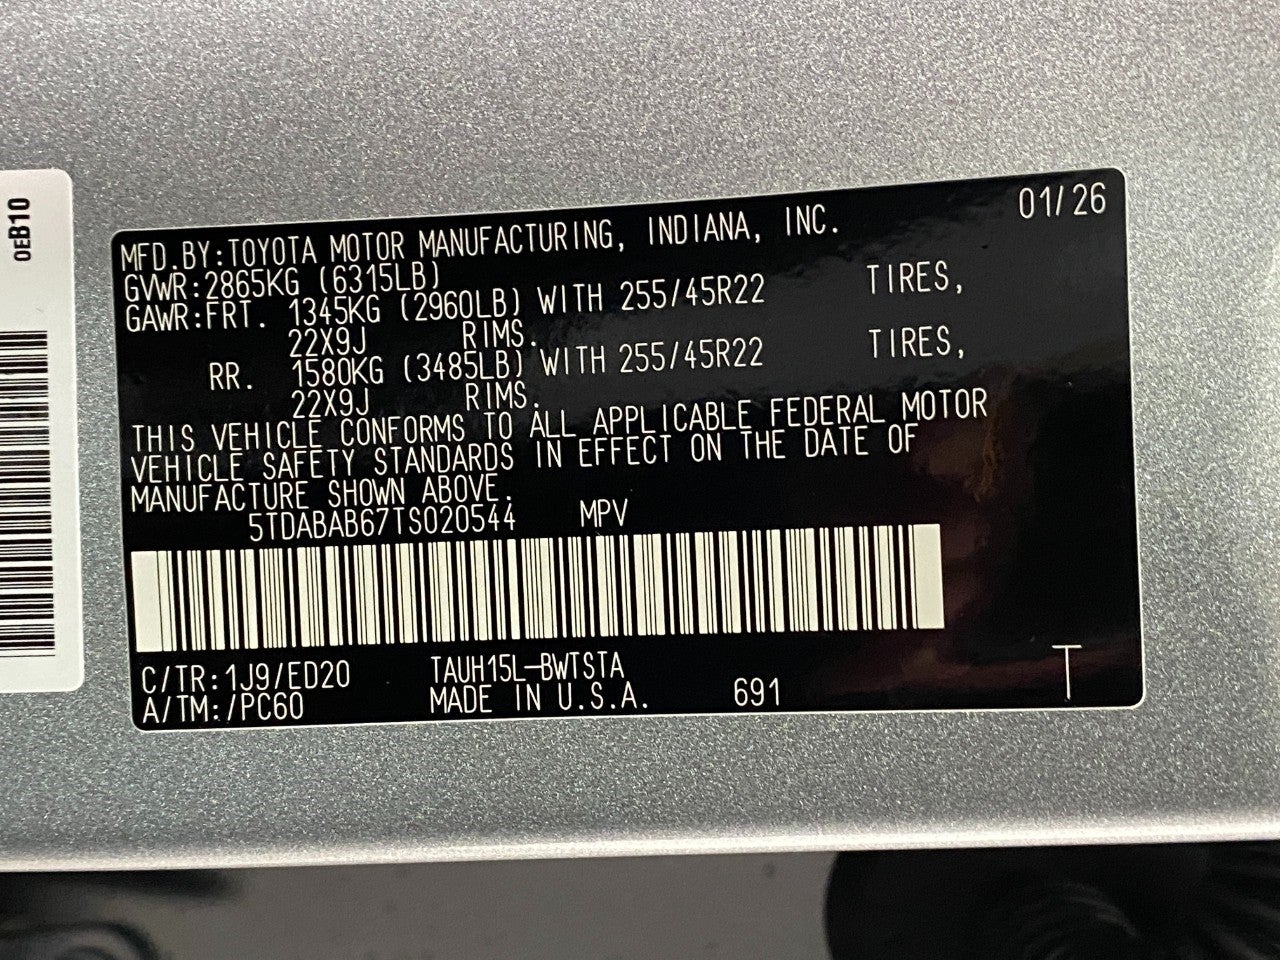 0EB10
01/26
MFD.BY:TOYOTA MOTOR MANUFACTURING, INDIANA, INC.
GVWR:2865KG (6315LB)
GAWR:FRT. 1345KG (2960LB) WITH 255/45R22 TIRES,
22X9J RIMS.
RR. 1580KG (3485LB) WITH 255/45R22 TIRES,
22X9J RIMS.
THIS VEHICLE CONFORMS TO ALL APPLICABLE FEDERAL MOTOR
VEHICLE SAFETY STANDARDS IN EFFECT ON THE DATE OF
MANUFACTURE SHOWN ABOVE.
5TDABAB67TS020544 MPV
C/TR:1J9/ED20 TAUH15L-BWTSTA
A/TM:/PC60 MADE IN U.S.A. 691 T